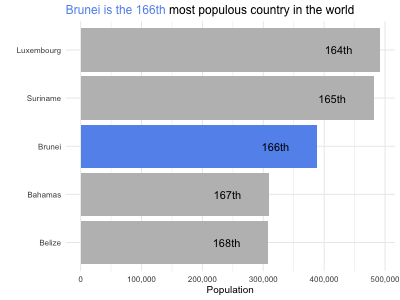 Brunei is the 166th most populous country in the world
Luxembourg
164th
Suriname
165th
Brunei
166th
Bahamas
167th
Belize
168th
0
100,000
200,000
300,000
400,000
500,000
Population